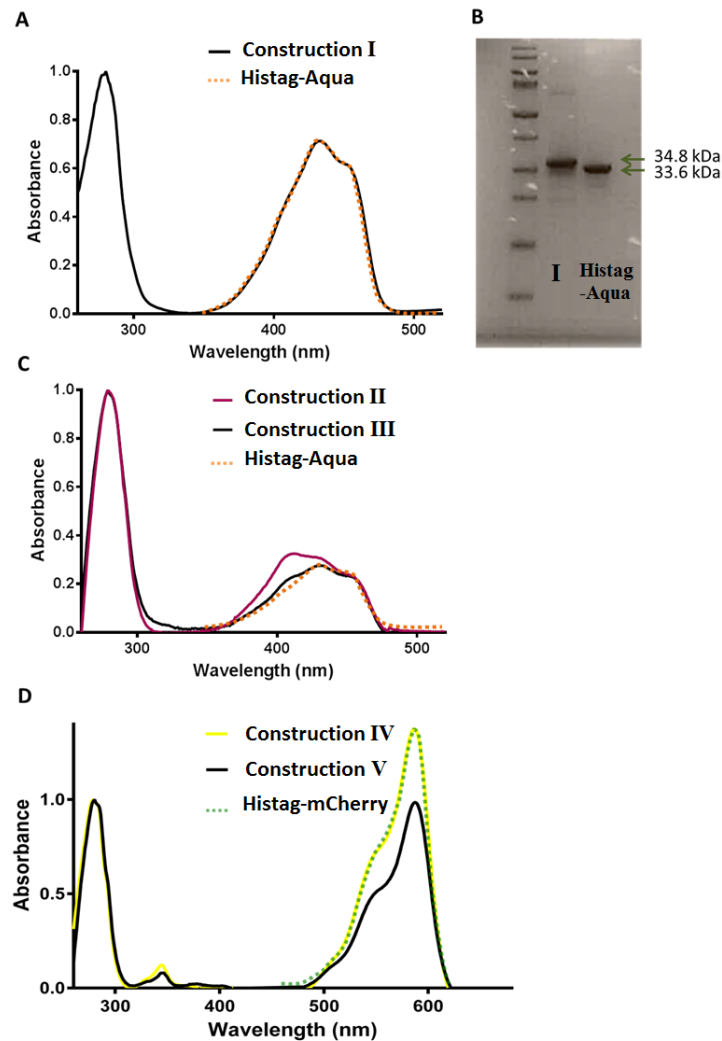 A
Construction I
Histag-Aqua
1.0
0.8
0.6
0.4
0.2
0.0
Absorbance
300
400
500
Wavelength (nm)
B
34.8 kDa
33.6 kDa
I
Histag
-Aqua
C
Construction II
Construction III
Histag-Aqua
1.0
0.8
0.6
0.4
0.2
0.0
Absorbance
300
400
500
Wavelength (nm)
D
Construction IV
Construction V
Histag-mCherry
1.0
0.5
0.0
Absorbance
300
400
500
600
Wavelength (nm)